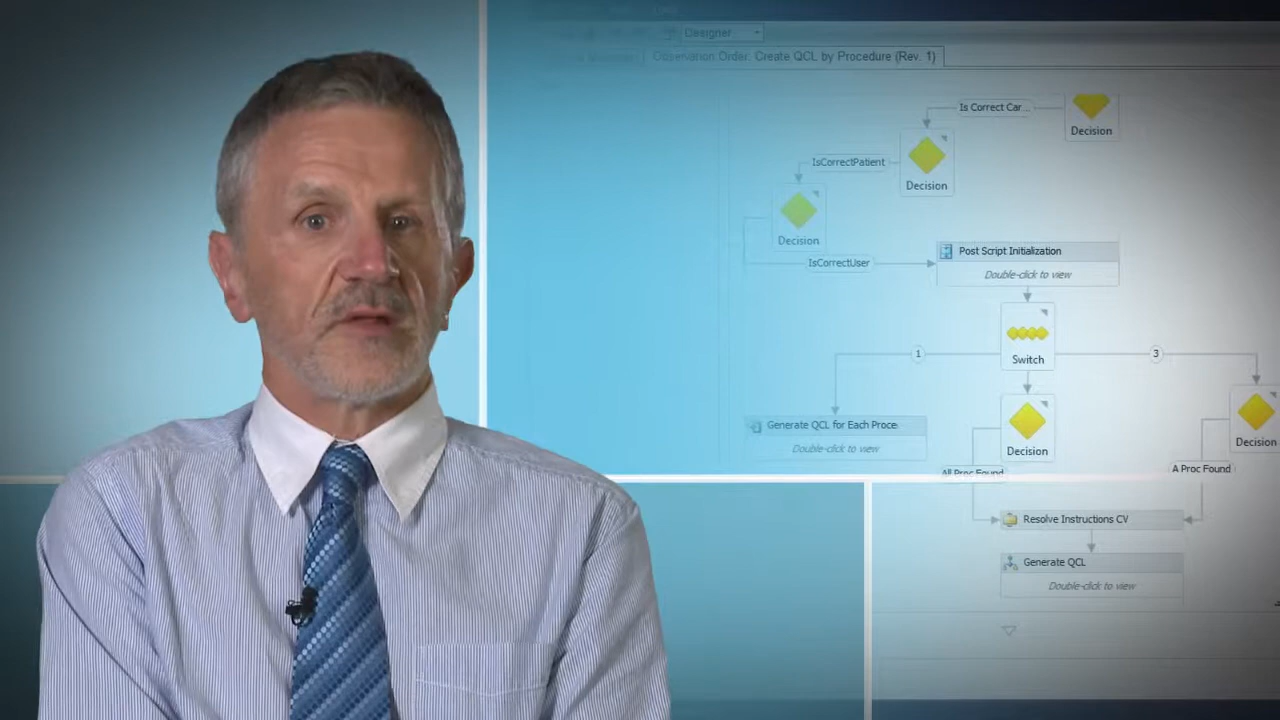 Designer
Observation Order: Create QCL by Procedure (Rev. 1)
Is Correct Car...
Decision
IsCorrectPatient
Decision
Decision
IsCorrectUser
Post Script Initialization
Double-click to view
1
Switch
3
Generate QCL for Each Proce
Double-click to view
Decision
Decision
All Proc Found
A Proc Found
Resolve Instructions CV
Generate QCL
Double-click to view